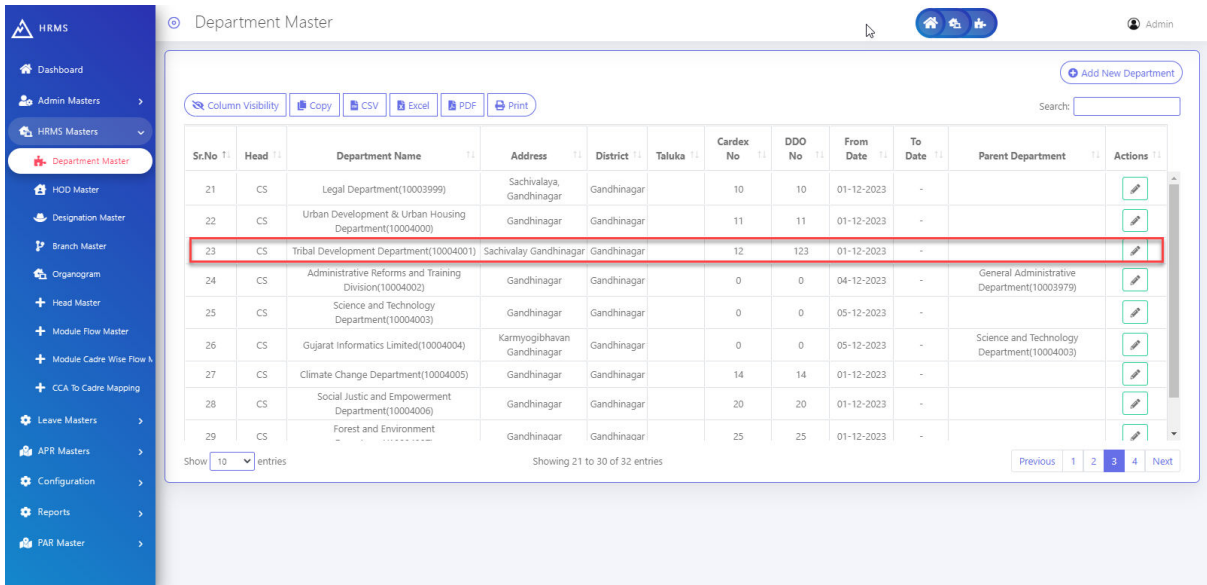 HRMS
Department Master
Admin
Dashboard
Admin Masters
HRMS Masters
Department Master
HOD Master
Designation Master
Branch Master
Organogram
Head Master
Module Flow Master
Module Cadre Wise Flow M
CCA To Cadre Mapping
Leave Masters
APR Masters
Configuration
Reports
PAR Master
Add New Department
Column Visibility Copy CSV Excel PDF Print
Search:
Sr.No Head Department Name Address District Taluka Cardex No DDO No From Date To Date Parent Department Actions
21 CS Legal Department(10003999) Sachivalaya, Gandhinagar Gandhinagar 10 10 01-12-2023 -
22 CS Urban Development & Urban Housing Department(10004000) Gandhinagar Gandhinagar 11 11 01-12-2023 -
23 CS Tribal Development Department(10004001) Sachivalay Gandhinagar Gandhinagar 12 123 01-12-2023 -
24 CS Administrative Reforms and Training Division(10004002) Gandhinagar Gandhinagar 0 0 04-12-2023 - General Administrative Department(10003979)
25 CS Science and Technology Department(10004003) Gandhinagar Gandhinagar 0 0 05-12-2023 -
26 CS Gujarat Informatics Limited(10004004) Karmyogibhavan Gandhinagar Gandhinagar 0 0 05-12-2023 - Science and Technology Department(10004003)
27 CS Climate Change Department(10004005) Gandhinagar Gandhinagar 14 14 01-12-2023 -
28 CS Social Justic and Empowerment Department(10004006) Gandhinagar Gandhinagar 20 20 01-12-2023 -
29 CS Forest and Environment Gandhinagar Gandhinagar 25 25 01-12-2023 -
Show 10 entries
Showing 21 to 30 of 32 entries
Previous 1 2 3 4 Next